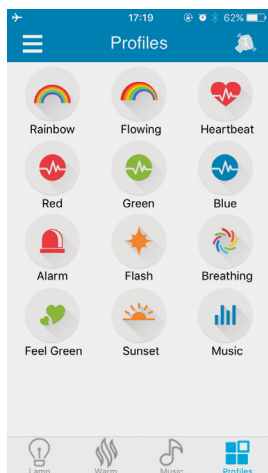 17:19 62%
Profiles
Rainbow Flowing Heartbeat
Red Green Blue
Alarm Flash Breathing
Feel Green Sunset Music
Lamp Warm Music Profiles